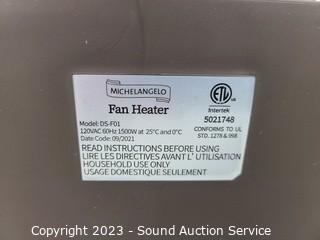 MICHELANGELO
Fan Heater
Model: DS-F01
120VAC 60Hz 1500W at 25°C and 0°C
Date Code: 09/2021
ETL
Intertek
5021748
CONFORMS TO UL
STD. 1278 & 998
READ INSTRUCTIONS BEFORE USING
LIRE LES DIRECTIVES AVANT L' UTILISATION
HOUSEHOLD USE ONLY
USAGE DOMESTIQUE SEULEMENT
Copyright 2023 - Sound Auction Service